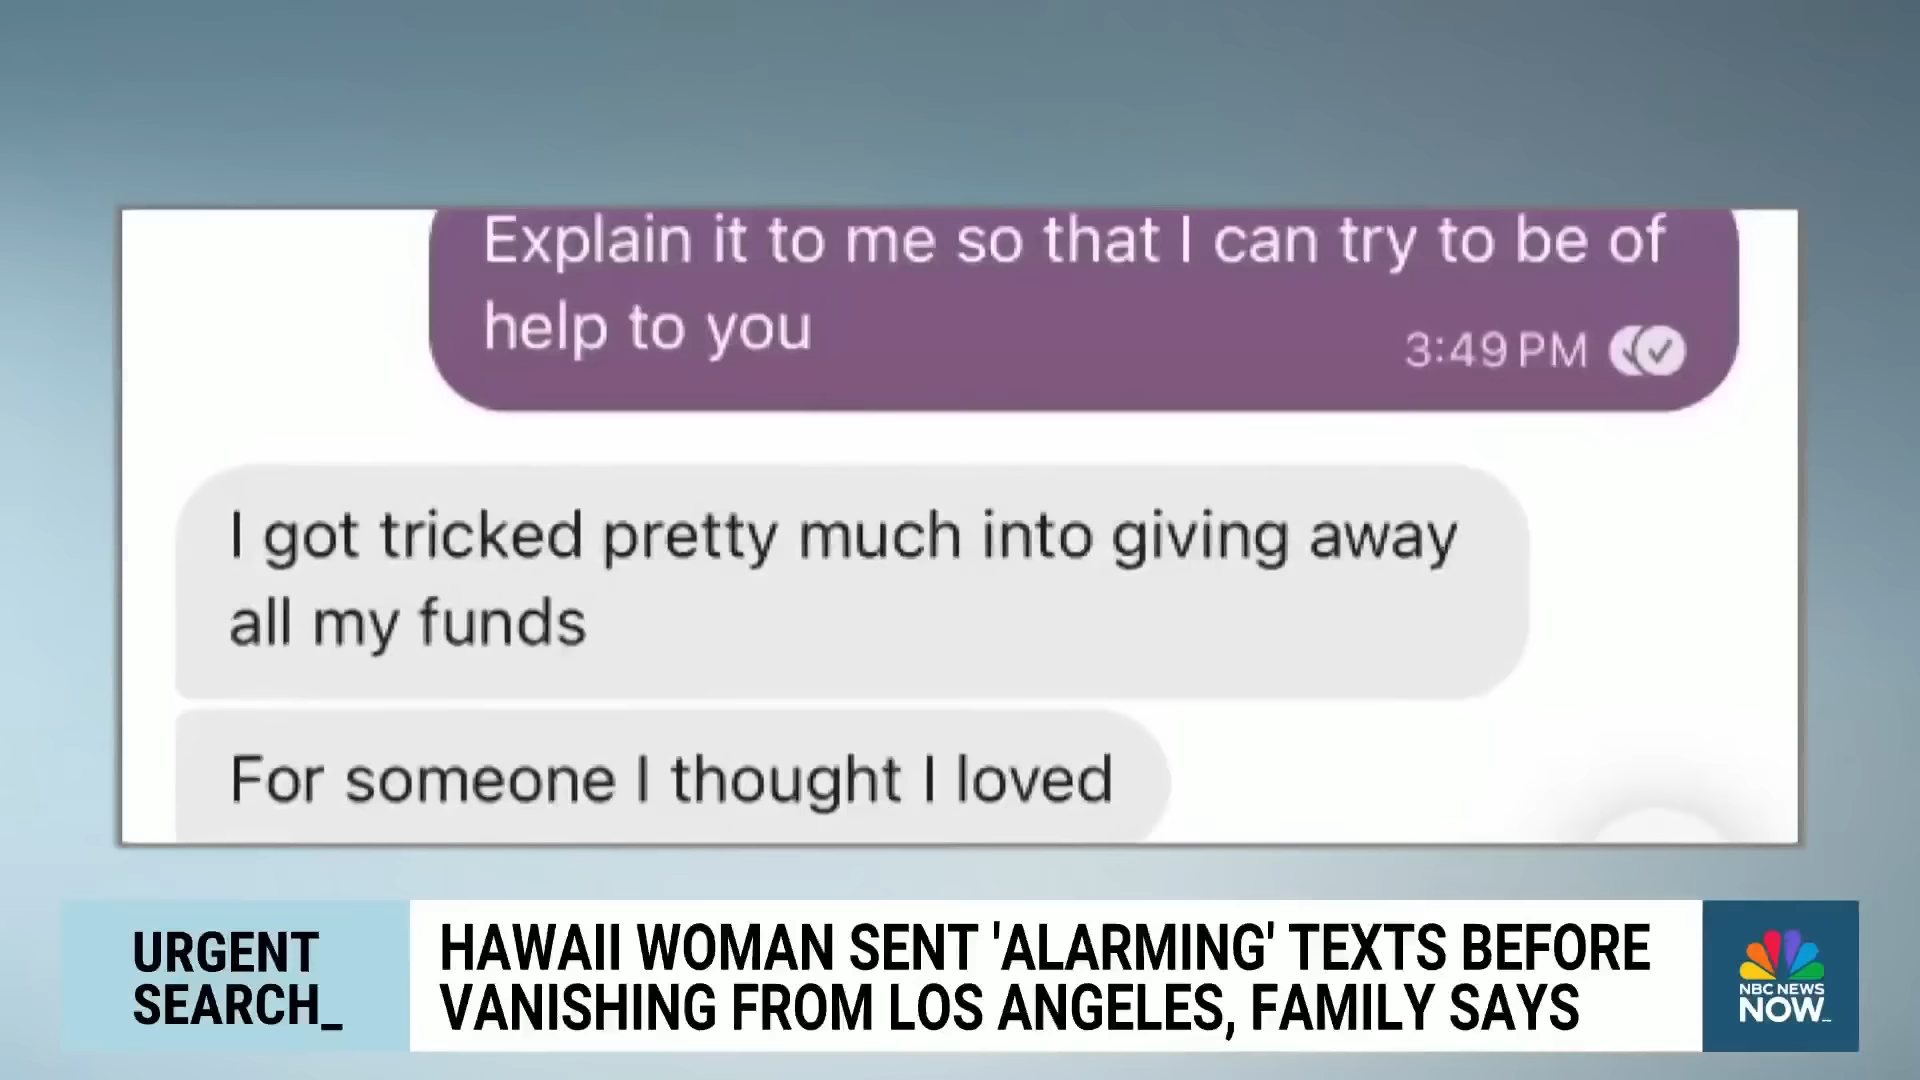 Explain it to me so that I can try to be of
help to you
3:49 PM
I got tricked pretty much into giving away
all my funds
For someone I thought I loved
URGENT
SEARCH_
HAWAII WOMAN SENT 'ALARMING' TEXTS BEFORE
VANISHING FROM LOS ANGELES, FAMILY SAYS
NBC NEWS
NOW_